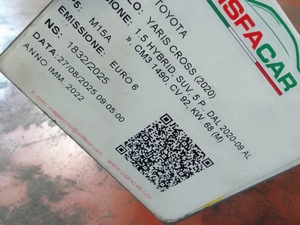 ISFACAR
TOYOTA
LO: YARIS CROSS (2020)
1.5 HYBRID SUV, 5 P., DAL 2020-09 AL
» CM3 1490, CV 92, KW 68 (M)
M15A
EMISSIONE: EURO 6
NS: 1832/2025
DATA: 27/08/2025 09:05:00
ANNO IMM: 2022